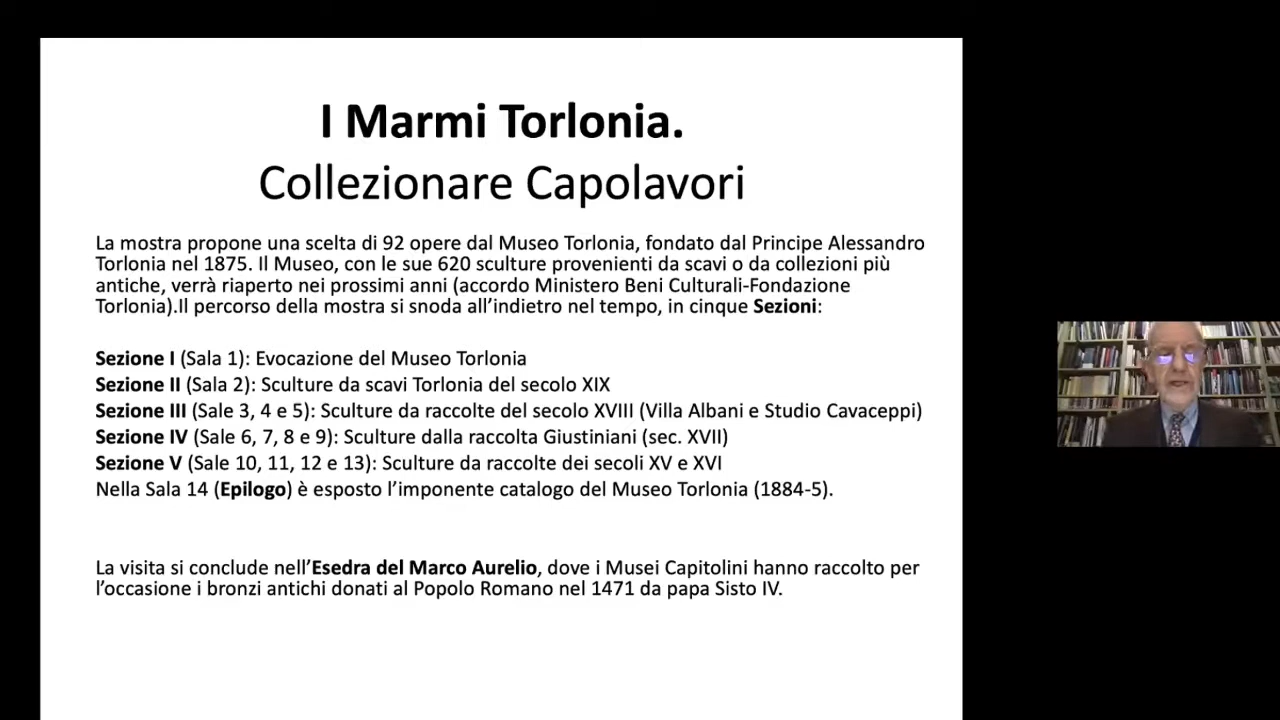 I Marmi Torlonia.
Collezionare Capolavori
La mostra propone una scelta di 92 opere dal Museo Torlonia, fondato dal Principe Alessandro
Torlonia nel 1875. Il Museo, con le sue 620 sculture provenienti da scavi o da collezioni più
antiche, verrà riaperto nei prossimi anni (accordo Ministero Beni Culturali-Fondazione
Torlonia).Il percorso della mostra si snoda all’indietro nel tempo, in cinque Sezioni:
Sezione I (Sala 1): Evocazione del Museo Torlonia
Sezione II (Sala 2): Sculture da scavi Torlonia del secolo XIX
Sezione III (Sale 3, 4 e 5): Sculture da raccolte del secolo XVIII (Villa Albani e Studio Cavaceppi)
Sezione IV (Sale 6, 7, 8 e 9): Sculture dalla raccolta Giustiniani (sec. XVII)
Sezione V (Sale 10, 11, 12 e 13): Sculture da raccolte dei secoli XV e XVI
Nella Sala 14 (Epilogo) è esposto l’imponente catalogo del Museo Torlonia (1884-5).
La visita si conclude nell’Esedra del Marco Aurelio, dove i Musei Capitolini hanno raccolto per
l’occasione i bronzi antichi donati al Popolo Romano nel 1471 da papa Sisto IV.